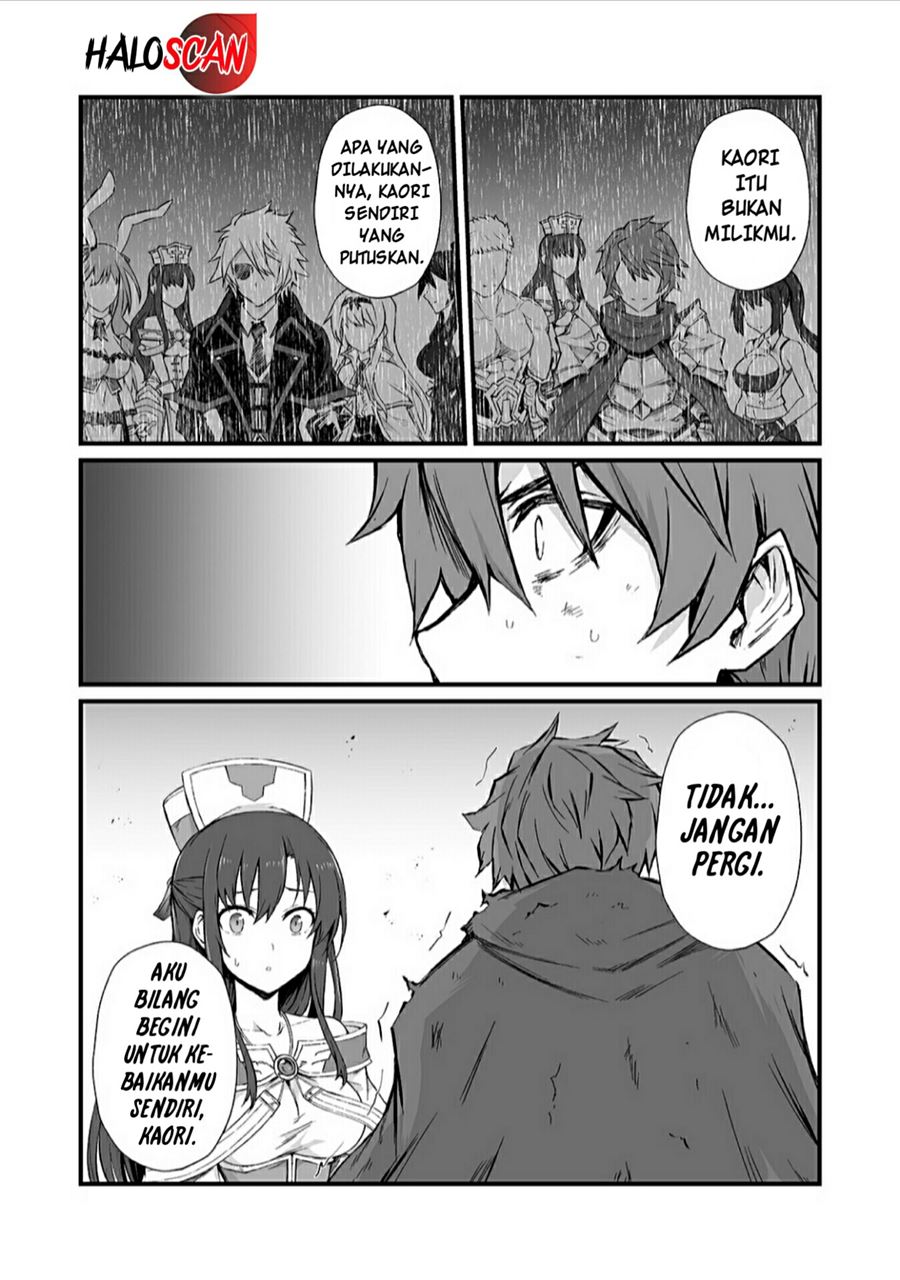 HALOSCAN
KAORI
ITU
BUKAN
MILIKMU.
APA YANG
DILAKUKAN-
NYA, KAORI
SENDIRI
YANG
PUTUSKAN.
TIDAK...
JANGAN
PERGI.
AKU
BILANG
BEGINI
UNTUK KE-
BAIKANMU
SENDIRI,
KAORI.